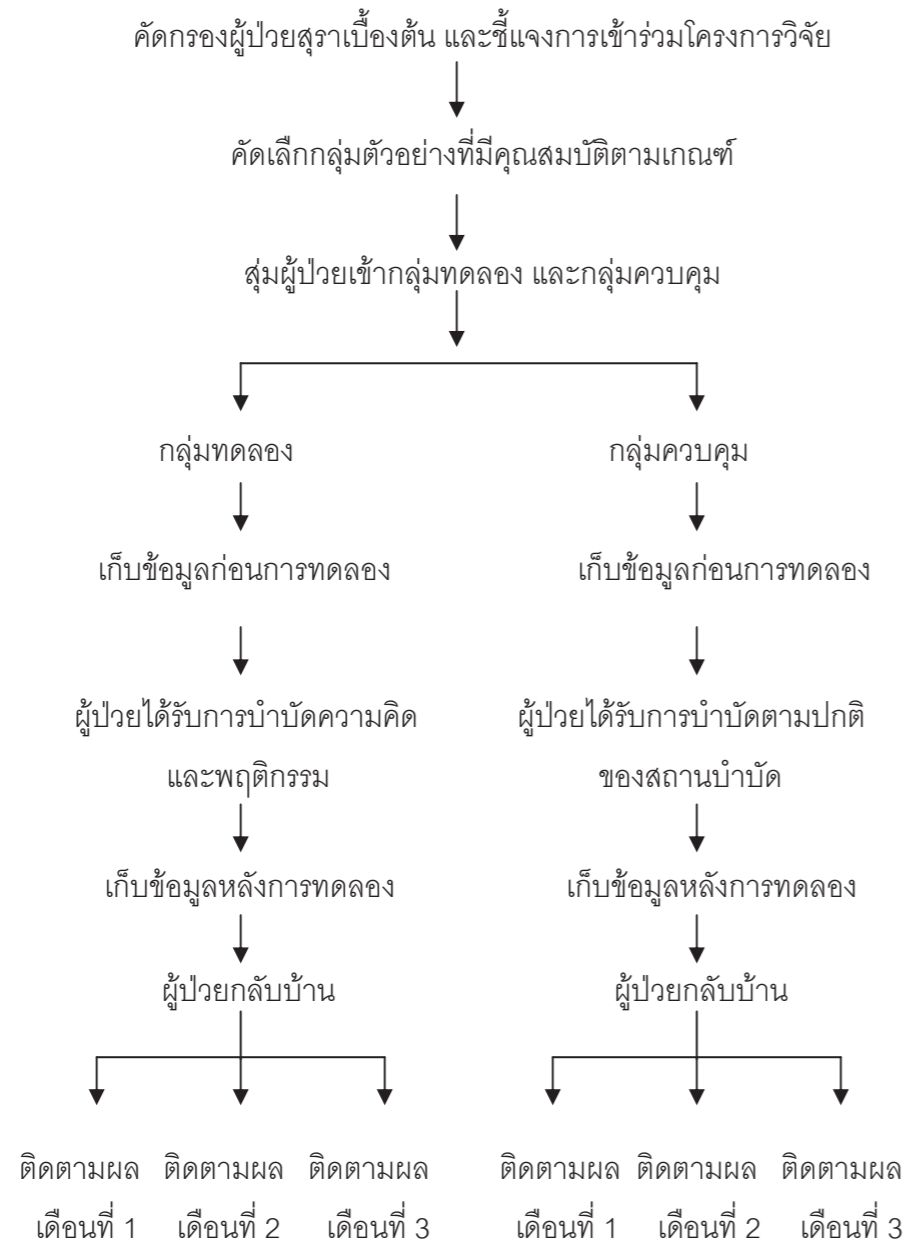 คัดกรองผู้ป่วยสุราเบื้องต้น และชี้แจงการเข้าร่วมโครงการวิจัย
คัดเลือกกลุ่มตัวอย่างที่มีคุณสมบัติตามเกณฑ์
สุ่มผู้ป่วยเข้ากลุ่มทดลอง และกลุ่มควบคุม
กลุ่มทดลอง
เก็บข้อมูลก่อนการทดลอง
ผู้ป่วยได้รับการบำบัดความคิด
และพฤติกรรม
เก็บข้อมูลหลังการทดลอง
ผู้ป่วยกลับบ้าน
ติดตามผล
เดือนที่ 1
ติดตามผล
เดือนที่ 2
ติดตามผล
เดือนที่ 3
กลุ่มควบคุม
เก็บข้อมูลก่อนการทดลอง
ผู้ป่วยได้รับการบำบัดตามปกติ
ของสถานบำบัด
เก็บข้อมูลหลังการทดลอง
ผู้ป่วยกลับบ้าน
ติดตามผล
เดือนที่ 1
ติดตามผล
เดือนที่ 2
ติดตามผล
เดือนที่ 3